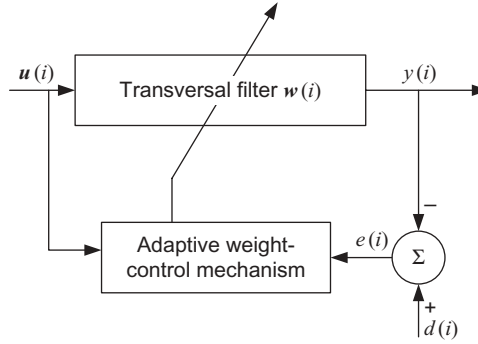 u(i)
Transversal filter w(i)
y(i)
−
Adaptive weight-
control mechanism
e(i)
Σ
+
d(i)